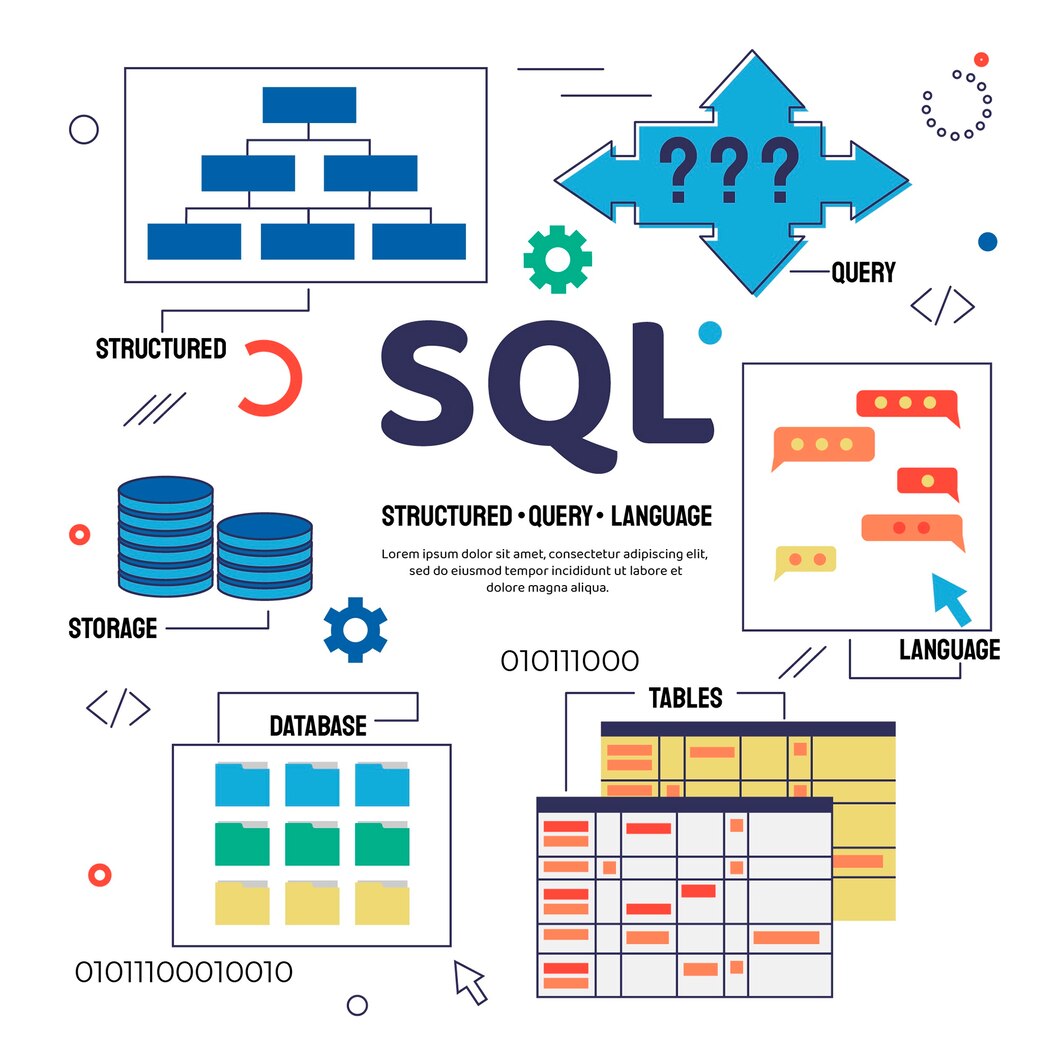 ???
QUERY
</>
STRUCTURED
SQL
STRUCTURED • QUERY • LANGUAGE
Lorem ipsum dolor sit amet, consectetur adipiscing elit,
sed do eiusmod tempor incididunt ut labore et
dolore magna aliqua.
STORAGE
LANGUAGE
010111000
</>
TABLES
DATABASE
01011100010010